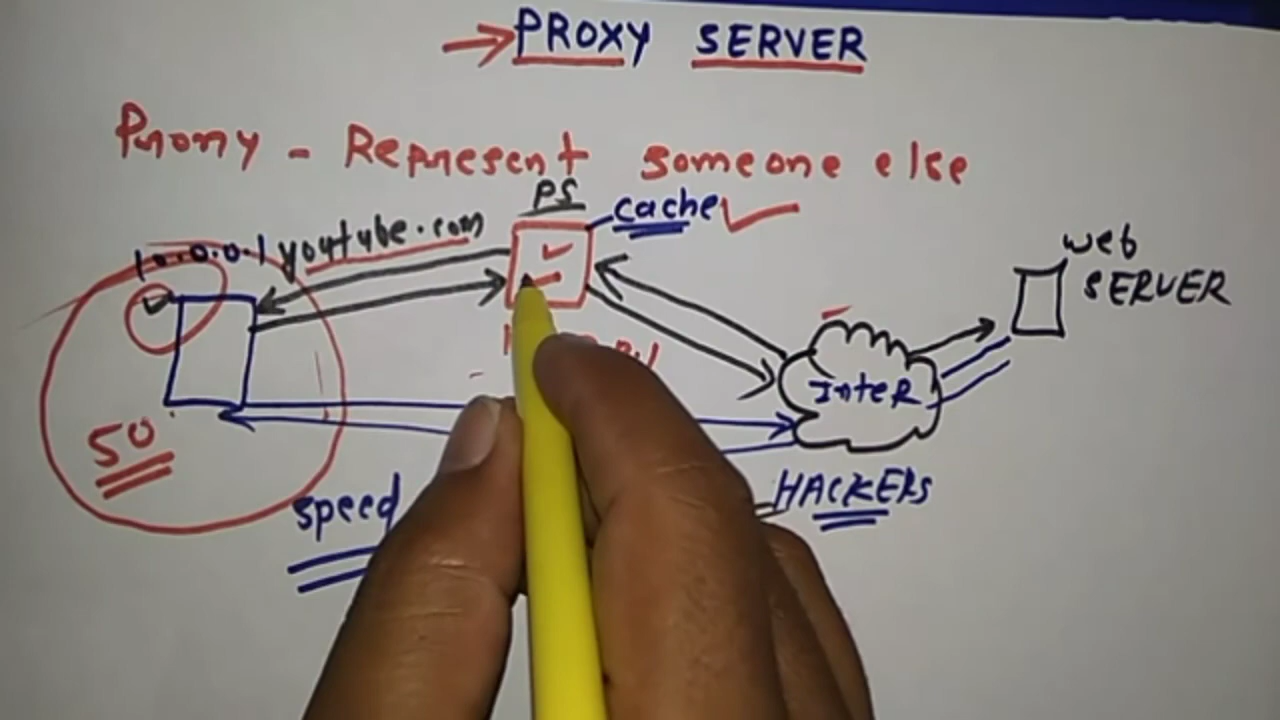 PROXY SERVER
Proxy - Represent someone else
PS
cache
youtube.com
10.0.0.1
web
SERVER
Inter
50
speed
HACKERS